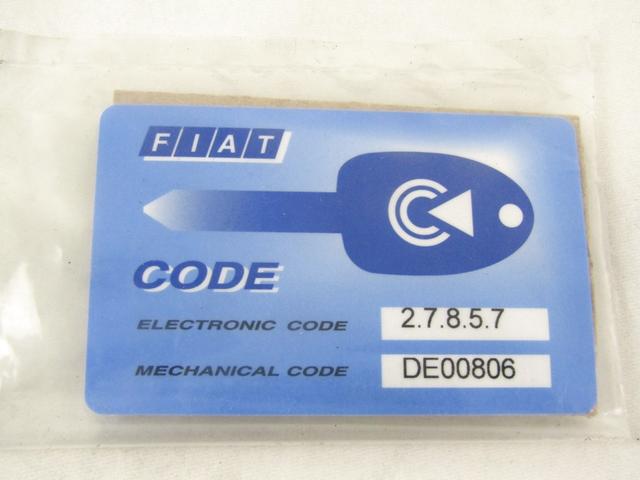 FIAT
CODE
ELECTRONIC CODE 2.7.8.5.7
MECHANICAL CODE DE00806